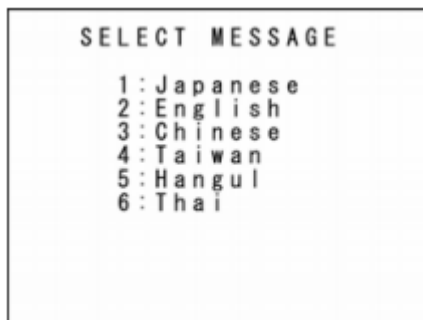 SELECT MESSAGE
1:Japanese
2:English
3:Chinese
4:Taiwan
5:Hangul
6:Thai